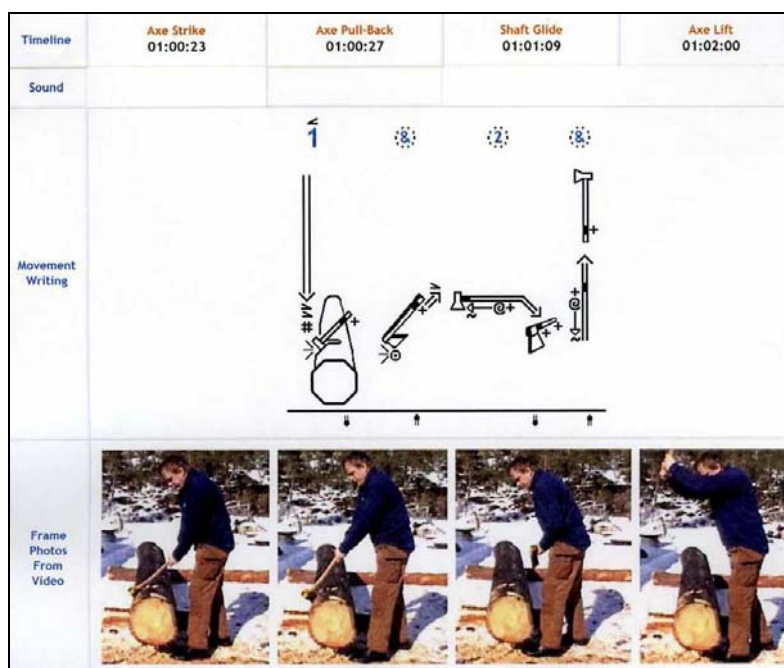 Timeline
Axe Strike
01:00:23
Axe Pull-Back
01:00:27
Shaft Glide
01:01:09
Axe Lift
01:02:00
Sound
Movement
Writing
1 & 2 &
Frame
Photos
From
Video